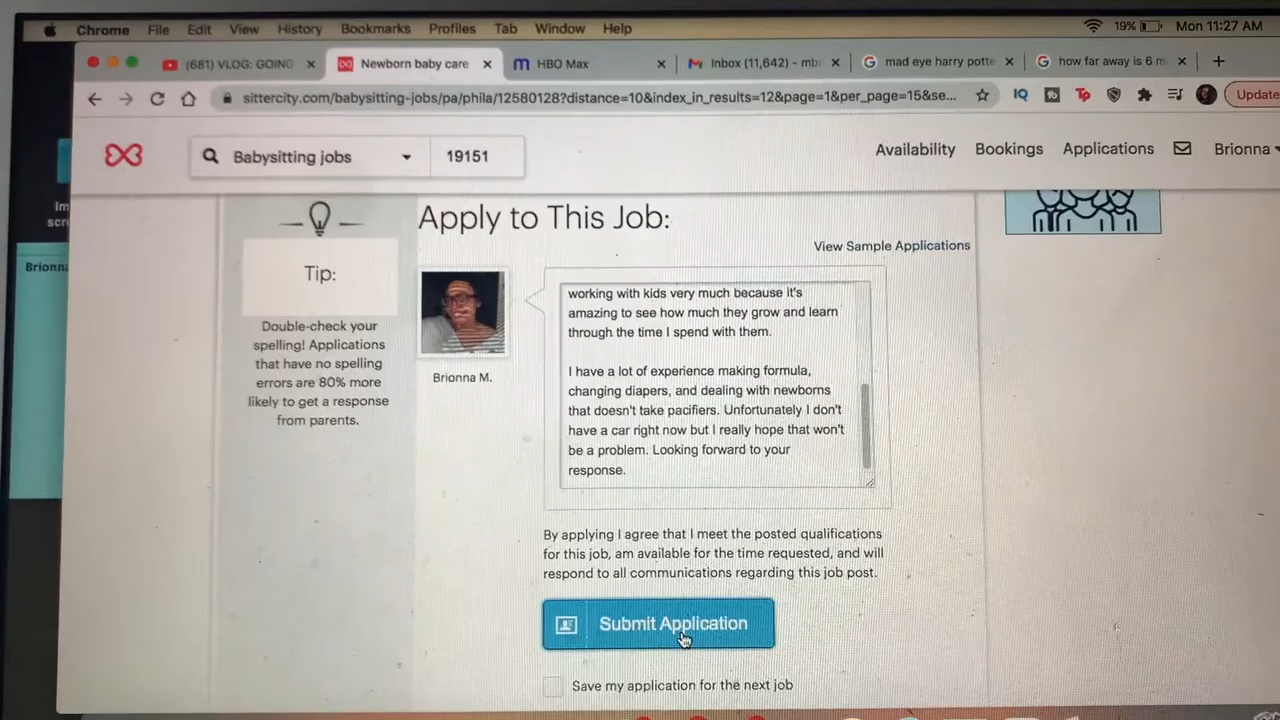 Chrome File Edit View History Bookmarks Profiles Tab Window Help 19% Mon 11:27 AM
(681) VLOG: GOING
Newborn baby care
HBO Max
Inbox (11,642) - mb
mad eye harry potte
how far away is 6 m
sittercity.com/babysitting-jobs/pa/phila/12580128?distance=10&index_in_results=12&page=1&per_page=15&se...
IQ
Tp
Update
Babysitting jobs
19151
Availability Bookings Applications Brionna
Im
scr
Brionna
Tip:
Double-check your
spelling! Applications
that have no spelling
errors are 80% more
likely to get a response
from parents.
Apply to This Job:
View Sample Applications
Brionna M.
working with kids very much because it's
amazing to see how much they grow and learn
through the time I spend with them.
I have a lot of experience making formula,
changing diapers, and dealing with newborns
that doesn't take pacifiers. Unfortunately I don't
have a car right now but I really hope that won't
be a problem. Looking forward to your
response.
By applying I agree that I meet the posted qualifications
for this job, am available for the time requested, and will
respond to all communications regarding this job post.
Submit Application
Save my application for the next job